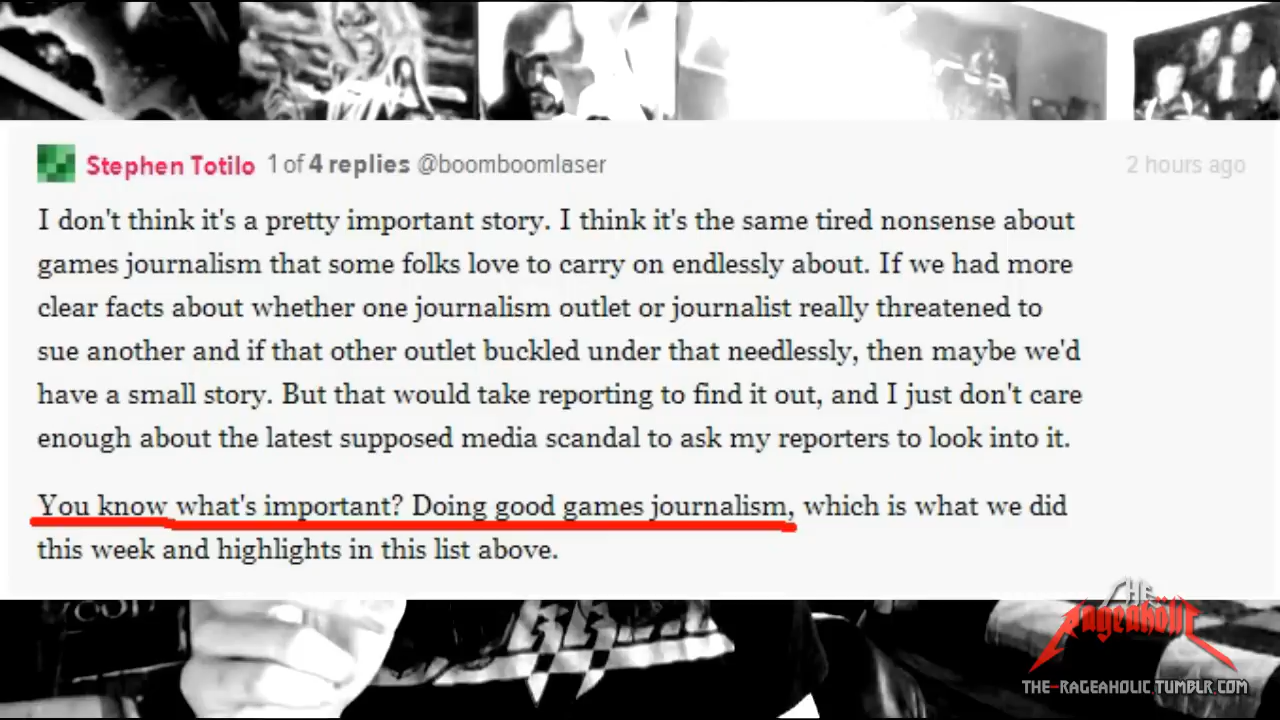 Stephen Totilo 1 of 4 replies @boomboomlaser 2 hours ago
I don't think it's a pretty important story. I think it's the same tired nonsense about
games journalism that some folks love to carry on endlessly about. If we had more
clear facts about whether one journalism outlet or journalist really threatened to
sue another and if that other outlet buckled under that needlessly, then maybe we'd
have a small story. But that would take reporting to find it out, and I just don't care
enough about the latest supposed media scandal to ask my reporters to look into it.
You know what's important? Doing good games journalism, which is what we did
this week and highlights in this list above.
THE
Rageaholic
THE-RAGEAHOLIC.TUMBLR.COM